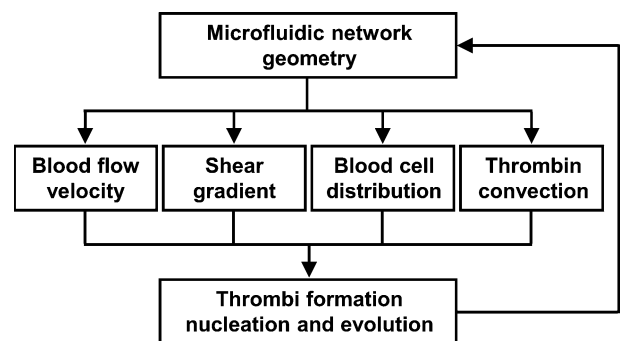 Microfluidic network
geometry
Blood flow
velocity
Shear
gradient
Blood cell
distribution
Thrombin
convection
Thrombi formation
nucleation and evolution